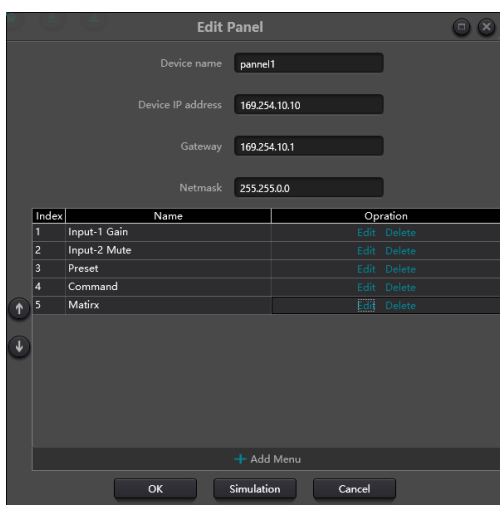 Edit Panel
Device name pannel1
Device IP address 169.254.10.10
Gateway 169.254.10.1
Netmask 255.255.0.0
Index Name Opration
1 Input-1 Gain Edit Delete
2 Input-2 Mute Edit Delete
3 Preset Edit Delete
4 Command Edit Delete
5 Matirx Edit Delete
+ Add Menu
OK Simulation Cancel